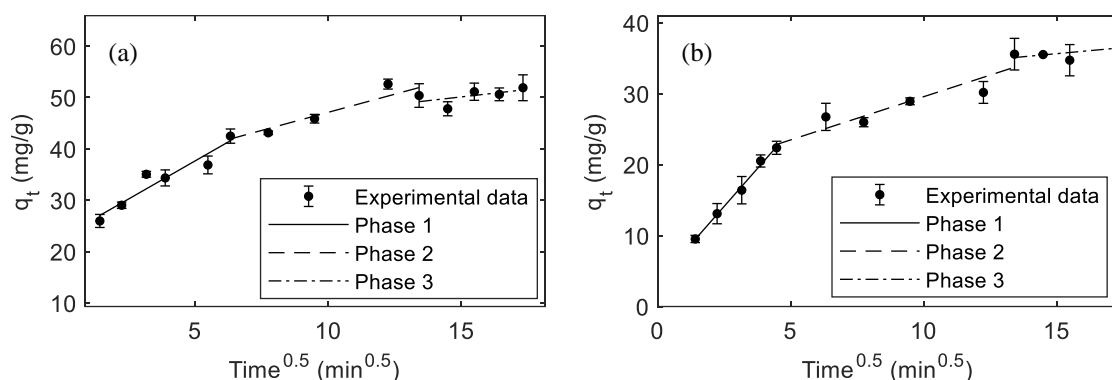 (a)
q_t (mg/g)
60
50
40
30
20
10
5
10
15
Time^0.5 (min^0.5)
Experimental data
Phase 1
Phase 2
Phase 3
(b)
q_t (mg/g)
40
30
20
10
0
0
5
10
15
Time^0.5 (min^0.5)
Experimental data
Phase 1
Phase 2
Phase 3